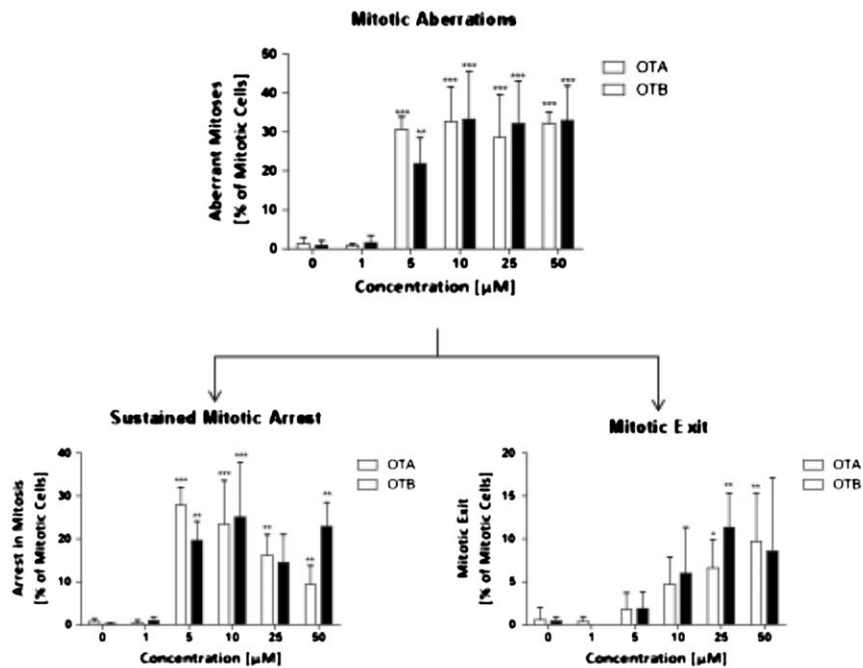 Mitotic Aberrations
Aberrant Mitoses
[% of Mitotic Cells]
50
40
30
20
10
0
*** ** *** *** *** *** *** ***
OTA
OTB
0 1 5 10 25 50
Concentration [µM]
Sustained Mitotic Arrest
Arrest in Mitosis
[% of Mitotic Cells]
40
30
20
10
0
*** ** *** *** ** ** **
OTA
OTB
0 1 5 10 25 50
Concentration [µM]
Mitotic Exit
Mitotic Exit
[% of Mitotic Cells]
20
15
10
5
0
* ** **
OTA
OTB
0 1 5 10 25 50
Concentration [µM]